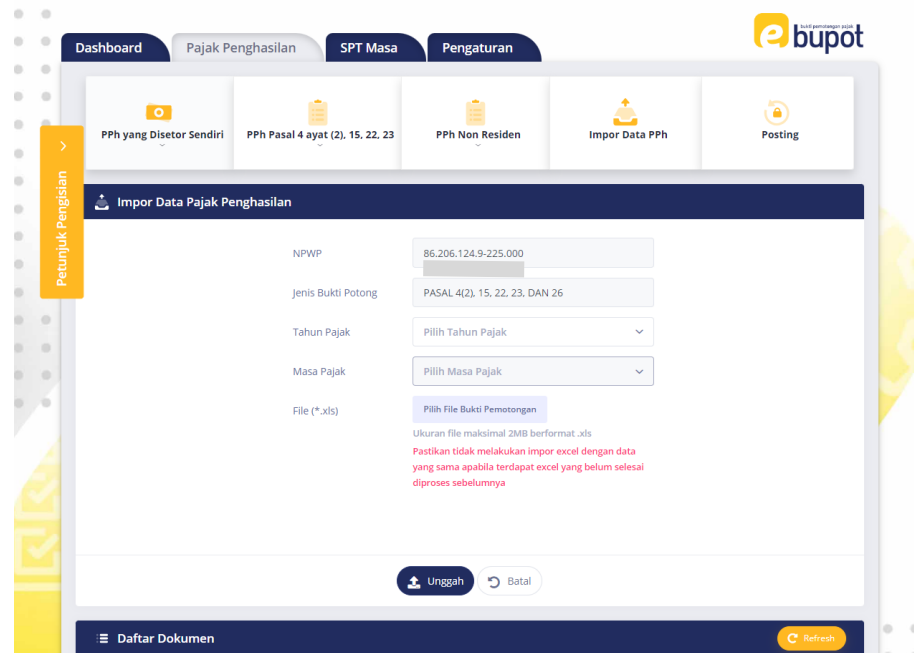 bukti pemotongan pajak
e bupot
Dashboard
Pajak Penghasilan
SPT Masa
Pengaturan
PPh yang Disetor Sendiri
PPh Pasal 4 ayat (2), 15, 22, 23
PPh Non Residen
Impor Data PPh
Posting
Petunjuk Pengisian
Impor Data Pajak Penghasilan
NPWP
86.206.124.9-225.000
Jenis Bukti Potong
PASAL 4(2), 15, 22, 23, DAN 26
Tahun Pajak
Pilih Tahun Pajak
Masa Pajak
Pilih Masa Pajak
File (*.xls)
Pilih File Bukti Pemotongan
Ukuran file maksimal 2MB berformat .xls
Pastikan tidak melakukan impor excel dengan data
yang sama apabila terdapat excel yang belum selesai
diproses sebelumnya
Unggah
Batal
Daftar Dokumen
Refresh